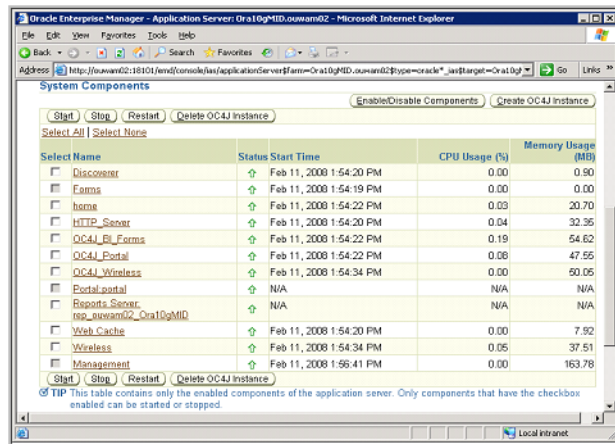 Oracle Enterprise Manager - Application Server: Ora10gMID.ouwam02 - Microsoft Internet Explorer
File Edit View Favorites Tools Help
Back Search Favorites
Address http://ouwam02:18101/emd/console/ias/applicationServer$farm=Ora10gMID.ouwam02$type=oracle*_ias$target=Ora10g Go Links »
System Components
Enable/Disable Components Create OC4J Instance
Start Stop Restart Delete OC4J Instance
Select All | Select None
Select Name Status Start Time CPU Usage (%) Memory Usage (MB)
Discoverer Feb 11, 2008 1:54:20 PM 0.00 0.90
Forms Feb 11, 2008 1:54:19 PM 0.00 0.00
home Feb 11, 2008 1:54:22 PM 0.03 20.70
HTTP_Server Feb 11, 2008 1:54:20 PM 0.04 32.35
OC4J_BI_Forms Feb 11, 2008 1:54:22 PM 0.19 54.62
OC4J_Portal Feb 11, 2008 1:54:22 PM 0.08 47.55
OC4J_Wireless Feb 11, 2008 1:54:34 PM 0.00 50.05
Portal:portal N/A N/A N/A
Reports Server: rep_ouwam02_Ora10gMID N/A N/A N/A
Web Cache Feb 11, 2008 1:54:20 PM 0.00 7.92
Wireless Feb 11, 2008 1:54:34 PM 0.05 37.51
Management Feb 11, 2008 1:56:41 PM 0.00 163.78
Start Stop Restart Delete OC4J Instance
TIP This table contains only the enabled components of the application server. Only components that have the checkbox
enabled can be started or stopped.
Local intranet